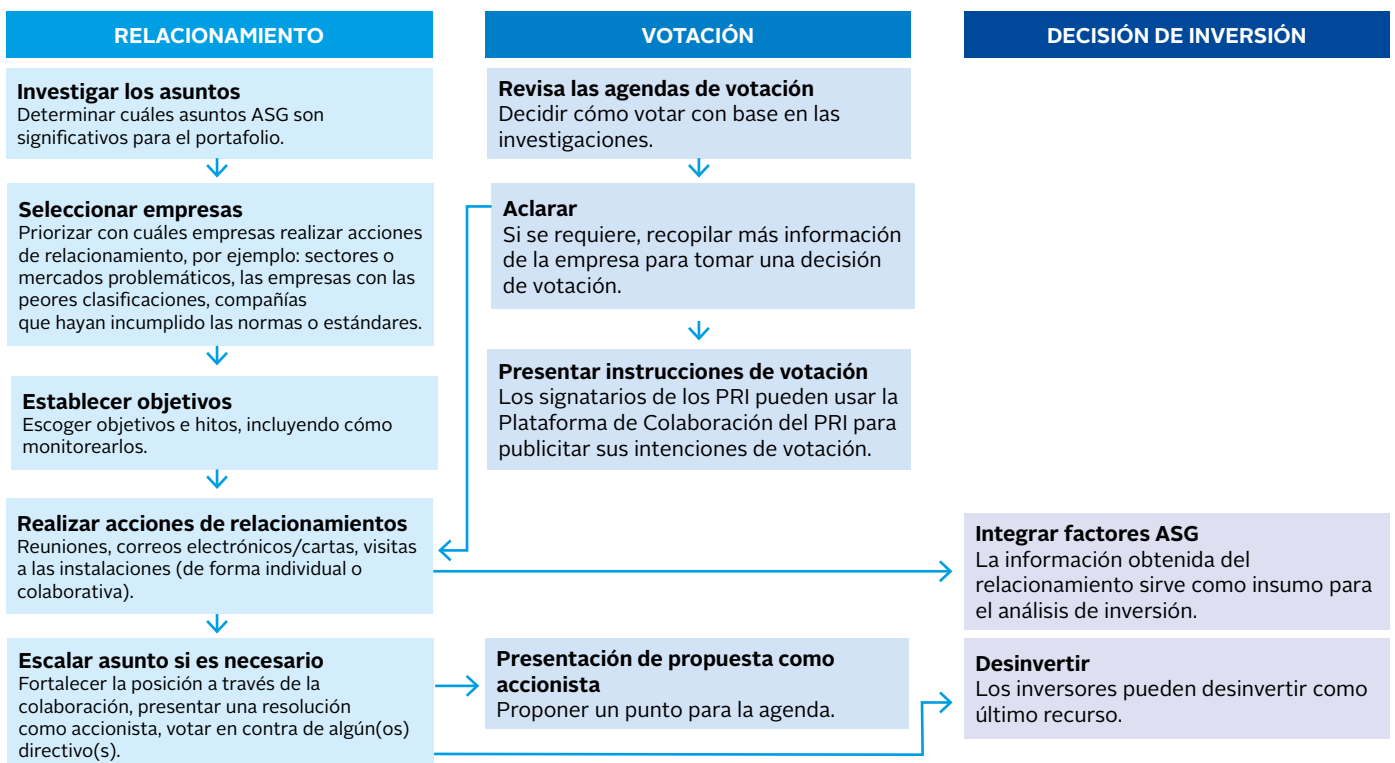 RELACIONAMIENTO
Investigar los asuntos
Determinar cuáles asuntos ASG son
significativos para el portafolio.
Seleccionar empresas
Priorizar con cuáles empresas realizar acciones
de relacionamiento, por ejemplo: sectores o
mercados problemáticos, las empresas con las
peores clasificaciones, compañías
que hayan incumplido las normas o estándares.
Establecer objetivos
Escoger objetivos e hitos, incluyendo cómo
monitorearlos.
Realizar acciones de relacionamientos
Reuniones, correos electrónicos/cartas, visitas
a las instalaciones (de forma individual o
colaborativa).
Escalar asunto si es necesario
Fortalecer la posición a través de la
colaboración, presentar una resolución
como accionista, votar en contra de algún(os)
directivo(s).
VOTACIÓN
Revisa las agendas de votación
Decidir cómo votar con base en las
investigaciones.
Aclarar
Si se requiere, recopilar más información
de la empresa para tomar una decisión
de votación.
Presentar instrucciones de votación
Los signatarios de los PRI pueden usar la
Plataforma de Colaboración del PRI para
publicitar sus intenciones de votación.
Presentación de propuesta como
accionista
Proponer un punto para la agenda.
DECISIÓN DE INVERSIÓN
Integrar factores ASG
La información obtenida del
relacionamiento sirve como insumo para
el análisis de inversión.
Desinvertir
Los inversores pueden desinvertir como
último recurso.